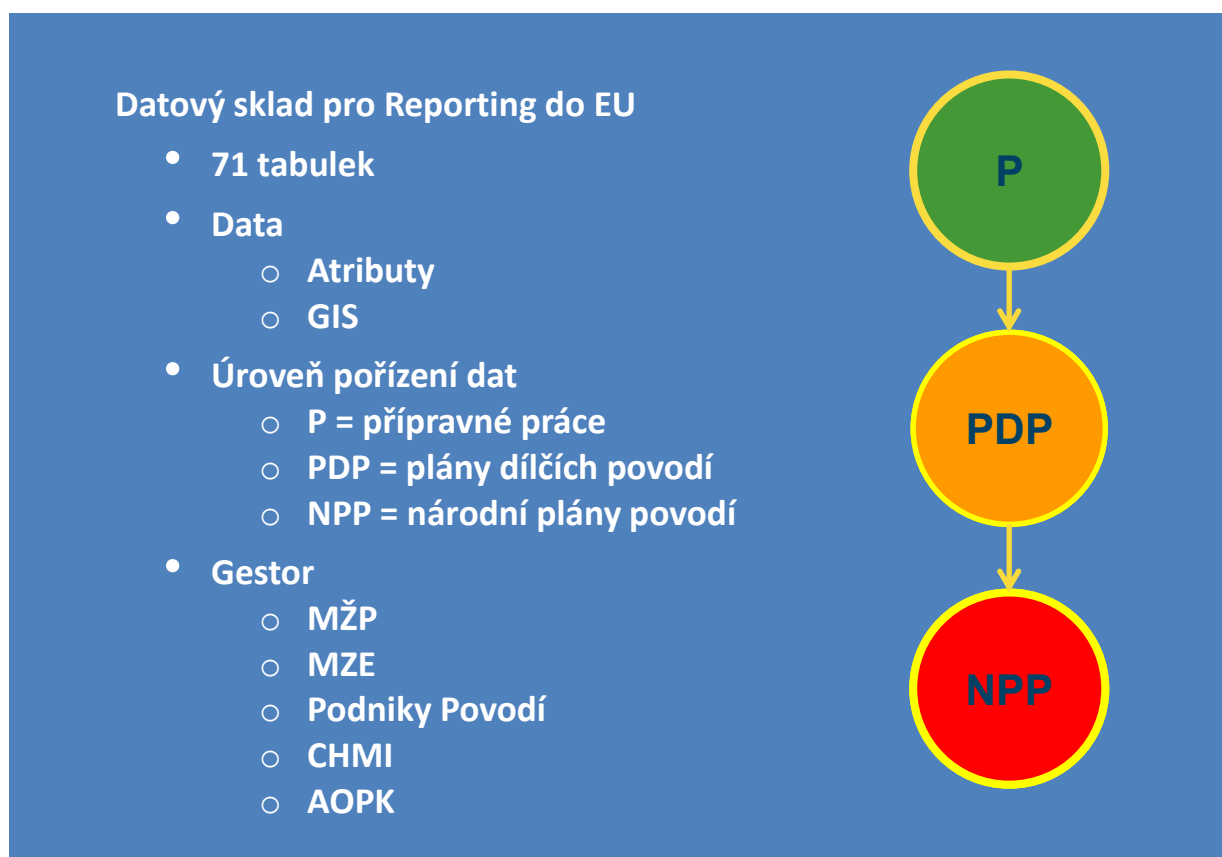 Datový sklad pro Reporting do EU
• 71 tabulek
• Data
○ Atributy
○ GIS
• Úroveň pořízení dat
○ P = přípravné práce
○ PDP = plány dílčích povodí
○ NPP = národní plány povodí
• Gestor
○ MŽP
○ MZE
○ Podniky Povodí
○ CHMI
○ AOPK
P
PDP
NPP